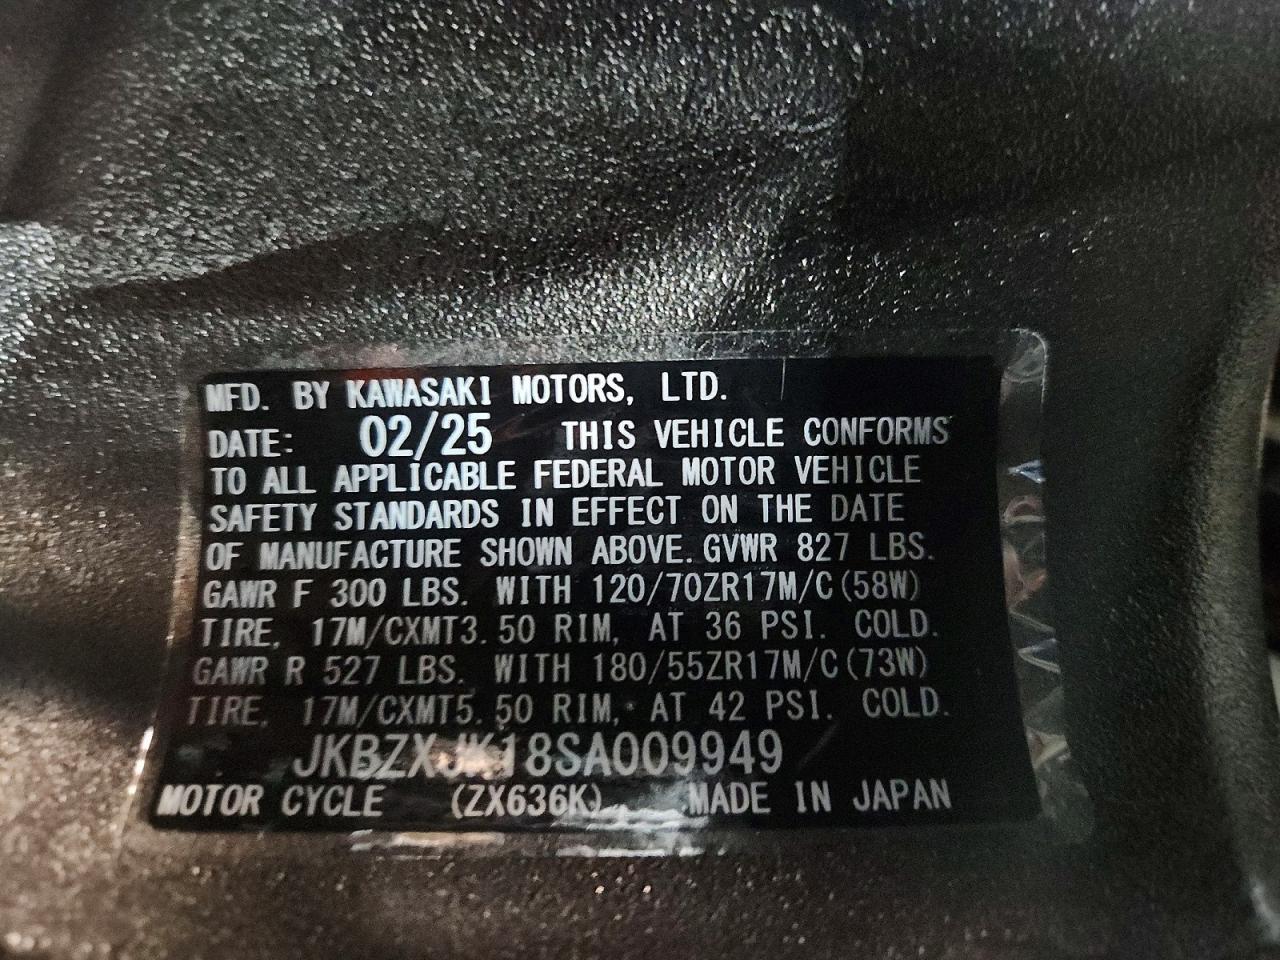 MFD. BY KAWASAKI MOTORS, LTD.
DATE: 02/25 THIS VEHICLE CONFORMS
TO ALL APPLICABLE FEDERAL MOTOR VEHICLE
SAFETY STANDARDS IN EFFECT ON THE DATE
OF MANUFACTURE SHOWN ABOVE. GVWR 827 LBS.
GAWR F 300 LBS. WITH 120/70ZR17M/C(58W)
TIRE, 17M/CXMT3.50 RIM, AT 36 PSI. COLD.
GAWR R 527 LBS. WITH 180/55ZR17M/C(73W)
TIRE, 17M/CXMT5.50 RIM, AT 42 PSI. COLD.
JKBZXJK18SA009949
MOTOR CYCLE (ZX636K) MADE IN JAPAN